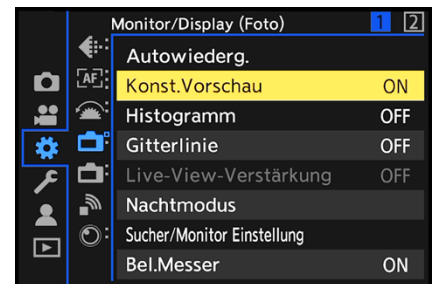 Monitor/Display (Foto) 1 2
Autowiederg.
AF
Konst.Vorschau ON
Histogramm OFF
Gitterlinie OFF
Live-View-Verstärkung OFF
Nachtmodus
Sucher/Monitor Einstellung
Bel.Messer ON